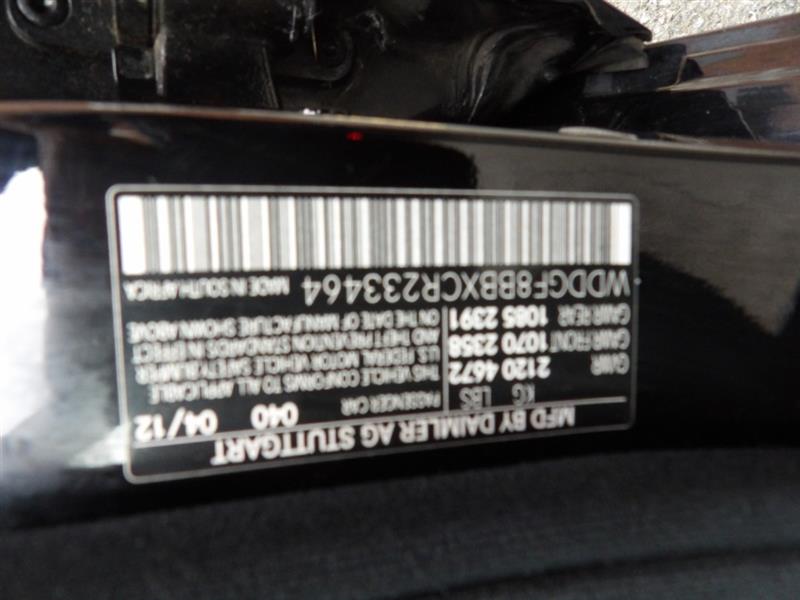 MFD BY DAIMLER AG STUTTGART
KG LBS PASSENGER CAR 040 04/12
GVWR 2120 4672
GAWR FRONT 1070 2358
GAWR REAR 1085 2391
THIS VEHICLE CONFORMS TO ALL APPLICABLE
U.S. FEDERAL MOTOR VEHICLE SAFETY,BUMPER,
AND THEFT PREVENTION STANDARDS IN EFFECT
ON THE DATE OF MANUFACTURE SHOWN ABOVE
WDDGF8BBXCR233464 MADE IN SOUTH AFRICA